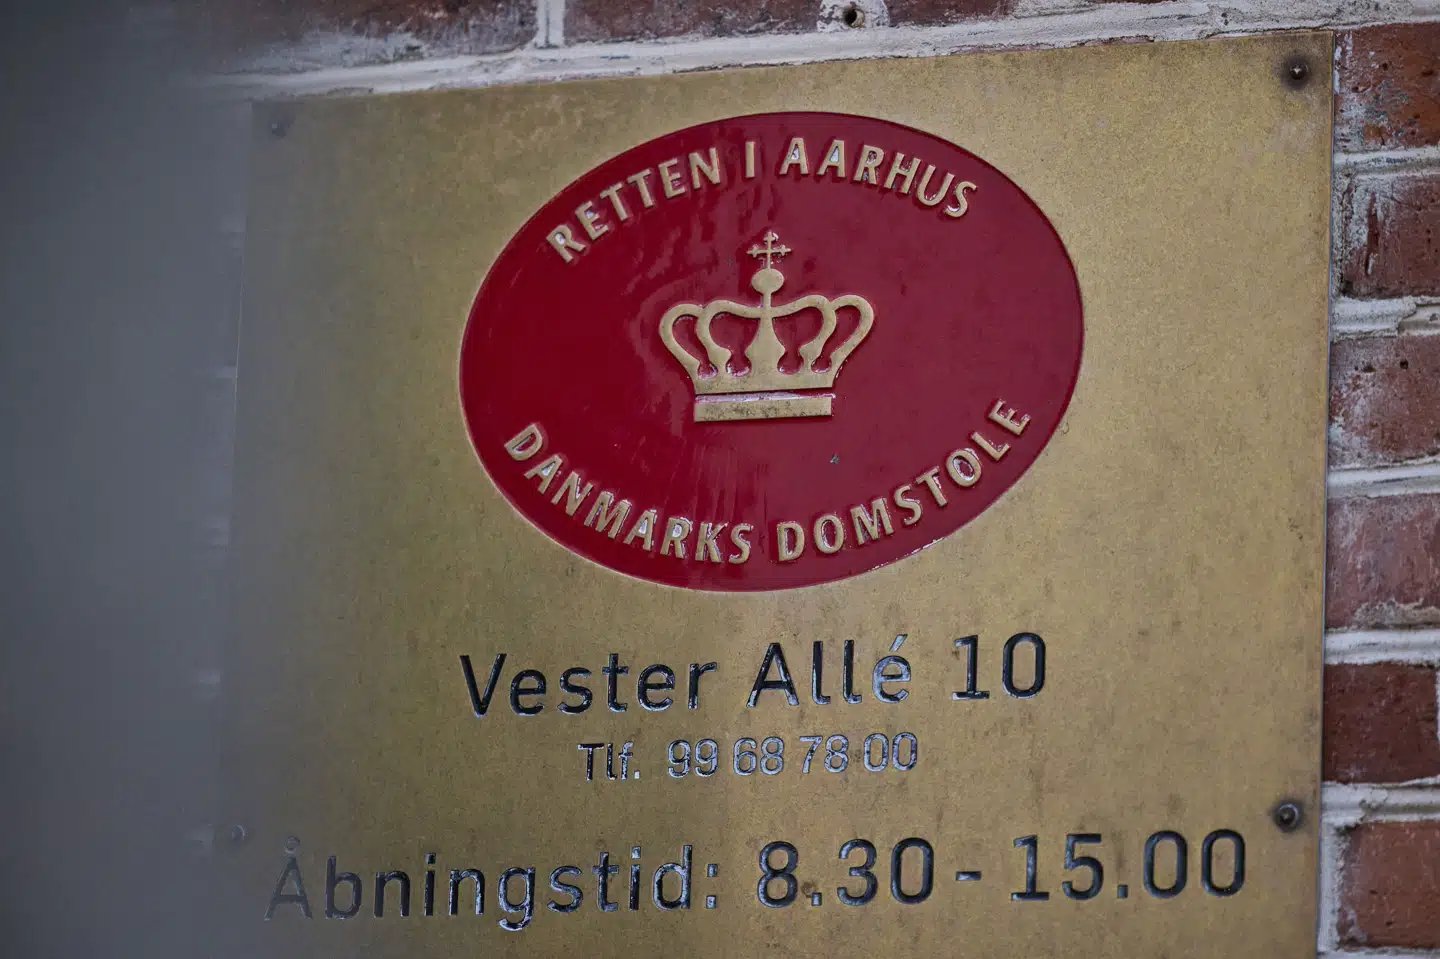 RETTEN I AARHUS
DANMARKS DOMSTOLE
Vester Allé 10
Tlf. 99 68 78 00
Åbningstid: 8.30 - 15.00